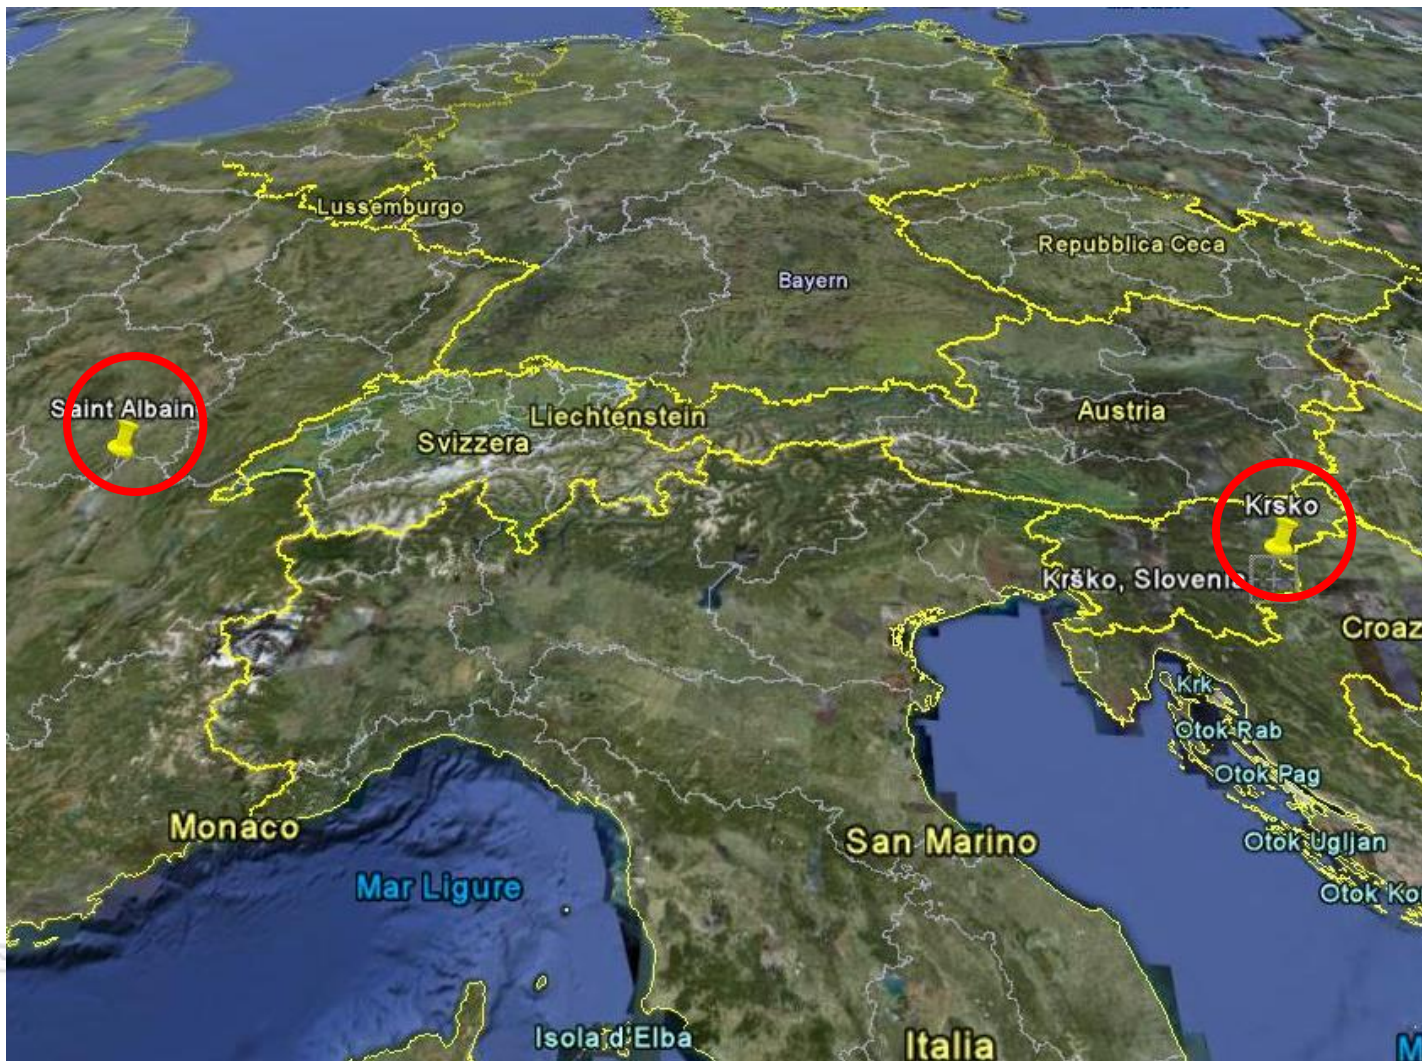 Lussemburgo
Repubblica Ceca
Bayern
Saint Albain
Liechtenstein
Austria
Svizzera
Krsko
Krško, Slovenia
Croaz
Krk
Otok Rab
Otok Pag
Monaco
San Marino
Otok Ugljan
Mar Ligure
Otok Ko
Isola d'Elba
Italia
M